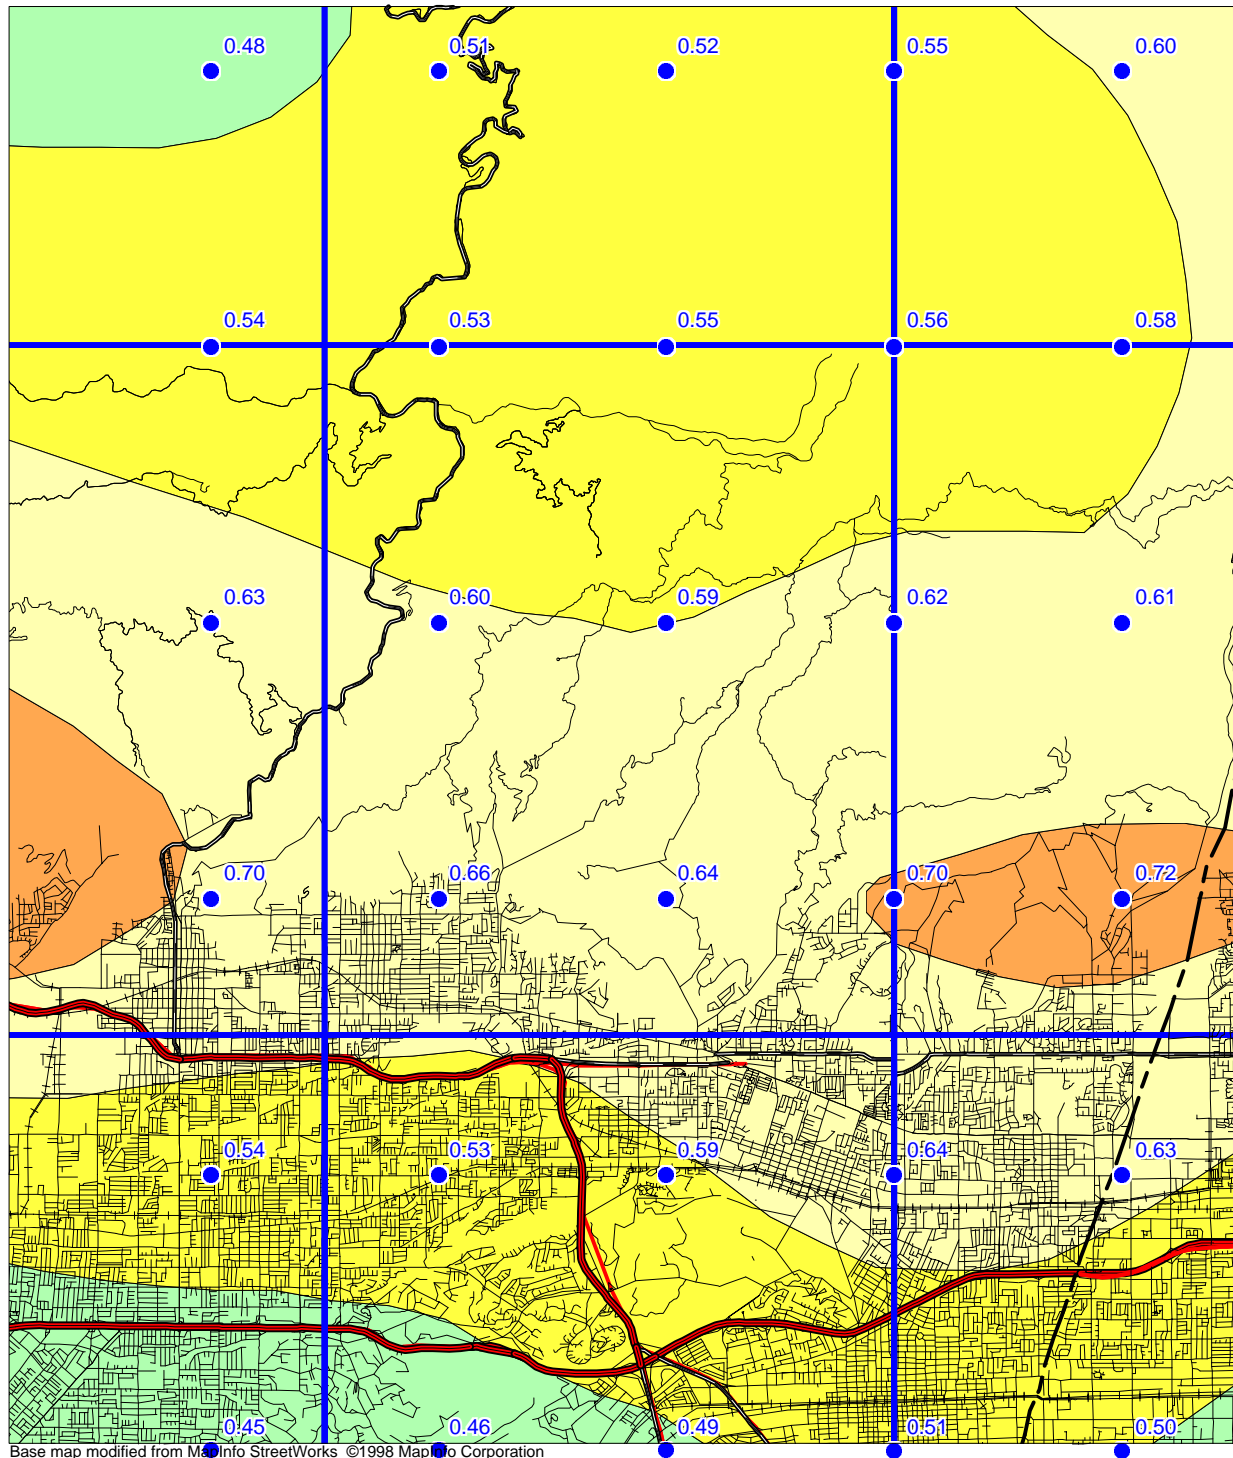 0.48 0.51 0.52 0.55 0.60
0.54 0.53 0.55 0.56 0.58
0.63 0.60 0.59 0.62 0.61
0.70 0.66 0.64 0.70 0.72
0.54 0.53 0.59 0.64 0.63
0.45 0.46 0.49 0.51 0.50
Base map modified from MapInfo StreetWorks ©1998 MapInfo Corporation